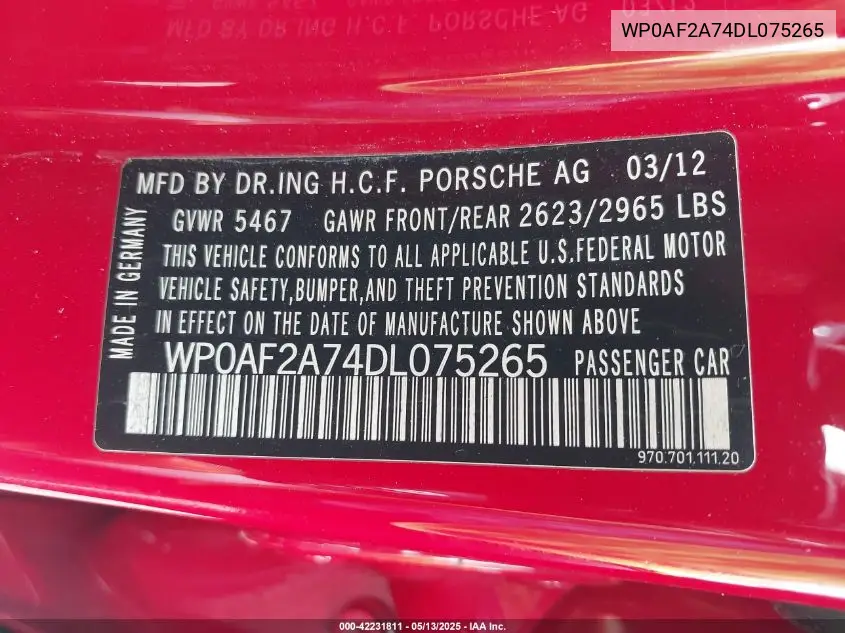 WP0AF2A74DL075265
MFD BY DR.ING H.C.F. PORSCHE AG 03/12
GVWR 5467 GAWR FRONT/REAR 2623/2965 LBS
THIS VEHICLE CONFORMS TO ALL APPLICABLE U.S.FEDERAL MOTOR
VEHICLE SAFETY,BUMPER,AND THEFT PREVENTION STANDARDS
IN EFFECT ON THE DATE OF MANUFACTURE SHOWN ABOVE
WP0AF2A74DL075265 PASSENGER CAR
MADE IN GERMANY
970.701.111.20
000-42231811 - 05/13/2025 - IAA Inc.